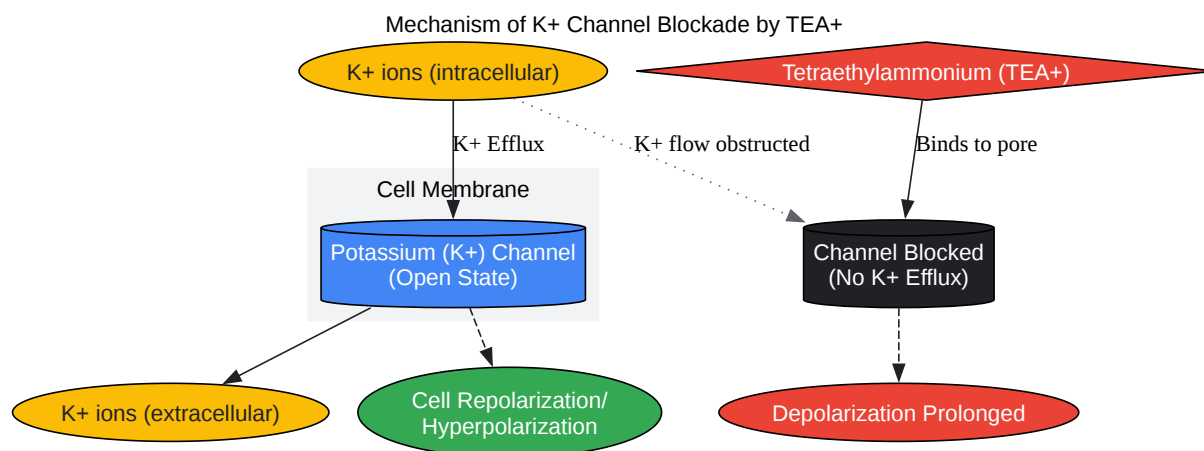 Mechanism of K+ Channel Blockade by TEA+
K+ ions (intracellular)
Tetraethylammonium (TEA+)
K+ Efflux
K+ flow obstructed
Binds to pore
Cell Membrane
Potassium (K+) Channel
(Open State)
Channel Blocked
(No K+ Efflux)
K+ ions (extracellular)
Cell Repolarization/
Hyperpolarization
Depolarization Prolonged